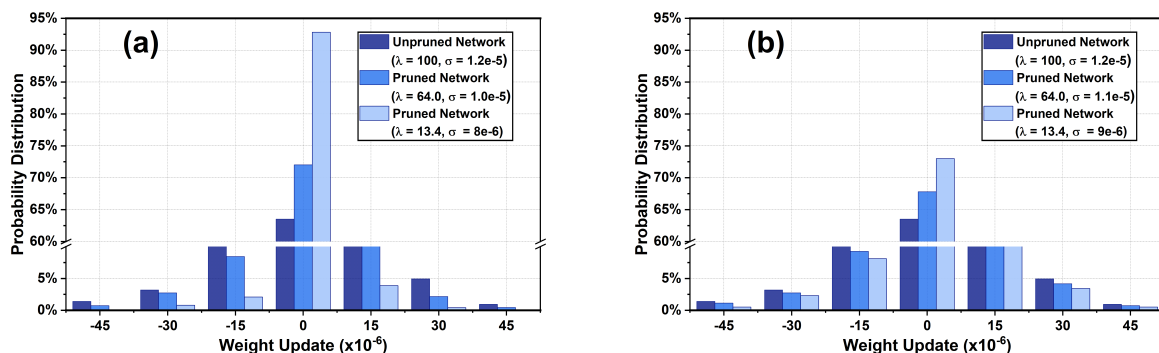 (a)
Probability Distribution
95%
90%
85%
80%
75%
70%
65%
60%
5%
0%
Unpruned Network
(λ = 100, σ = 1.2e-5)
Pruned Network
(λ = 64.0, σ = 1.0e-5)
Pruned Network
(λ = 13.4, σ = 8e-6)
-45 -30 -15 0 15 30 45
Weight Update (x10⁻⁶)
(b)
Probability Distribution
95%
90%
85%
80%
75%
70%
65%
60%
5%
0%
Unpruned Network
(λ = 100, σ = 1.2e-5)
Pruned Network
(λ = 64.0, σ = 1.1e-5)
Pruned Network
(λ = 13.4, σ = 9e-6)
-45 -30 -15 0 15 30 45
Weight Update (x10⁻⁶)